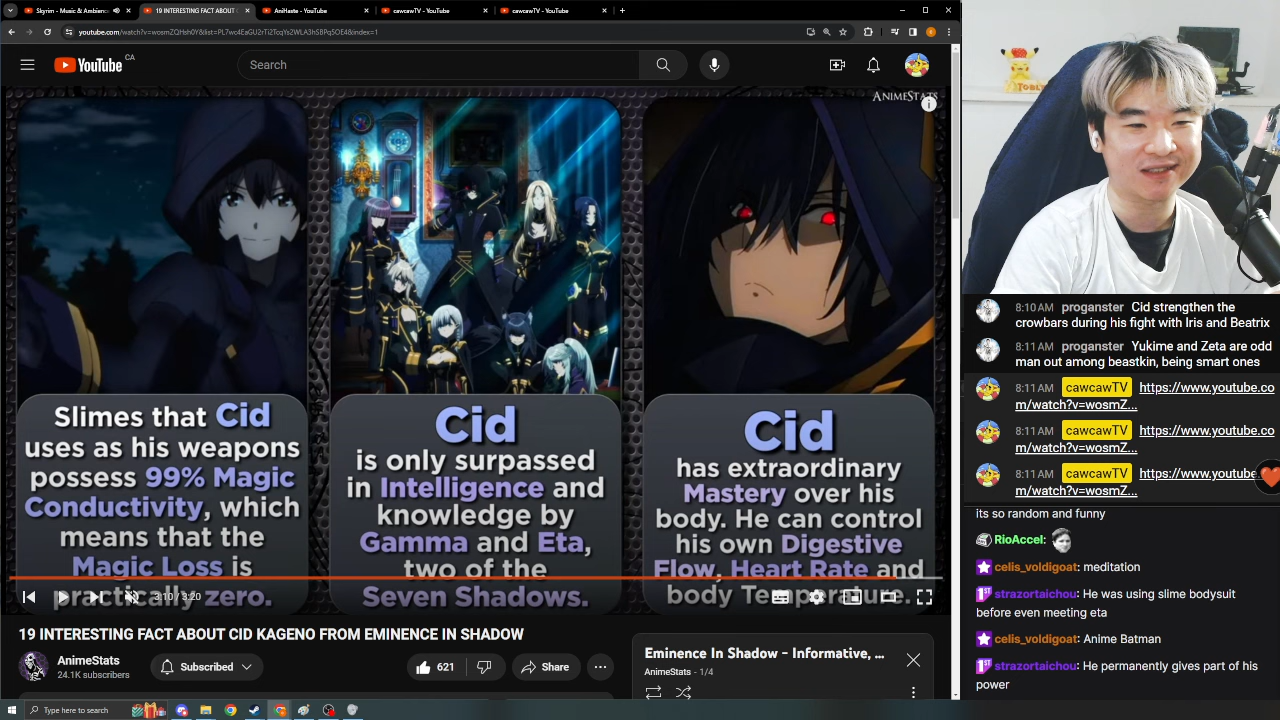 Skyrim - Music & Ambienc
19 INTERESTING FACT ABOUT C
AniHaste - YouTube
cawcawTV - YouTube
cawcawTV - YouTube
YouTube CA
Search
ANIMESTATS
Slimes that Cid
uses as his weapons
possess 99% Magic
Conductivity, which
means that the
Magic Loss is
practically zero.
Cid
is only surpassed
in Intelligence and
knowledge by
Gamma and Eta,
two of the
Seven Shadows.
Cid
has extraordinary
Mastery over his
body. He can control
his own Digestive
Flow, Heart Rate and
body Temperature.
3:10 / 3:20
19 INTERESTING FACT ABOUT CID KAGENO FROM EMINENCE IN SHADOW
AnimeStats
24.1K subscribers
Subscribed
621
Share
Eminence In Shadow - Informative, ...
AnimeStats - 1/4
Type here to search
8:10 AM proganster Cid strengthen the
crowbars during his fight with Iris and Beatrix
8:11 AM proganster Yukime and Zeta are odd
man out among beastkin, being smart ones
8:11 AM cawcawTV https://www.youtube.co
m/watch?v=wosmZ...
8:11 AM cawcawTV https://www.youtube.co
m/watch?v=wosmZ...
8:11 AM cawcawTV https://www.youtube
m/watch?v=wosmZ...
its so random and funny
RioAccel:
celis_voldigoat: meditation
1ST strazortaichou: He was using slime bodysuit
before even meeting eta
celis_voldigoat: Anime Batman
1ST strazortaichou: He permanently gives part of his
power